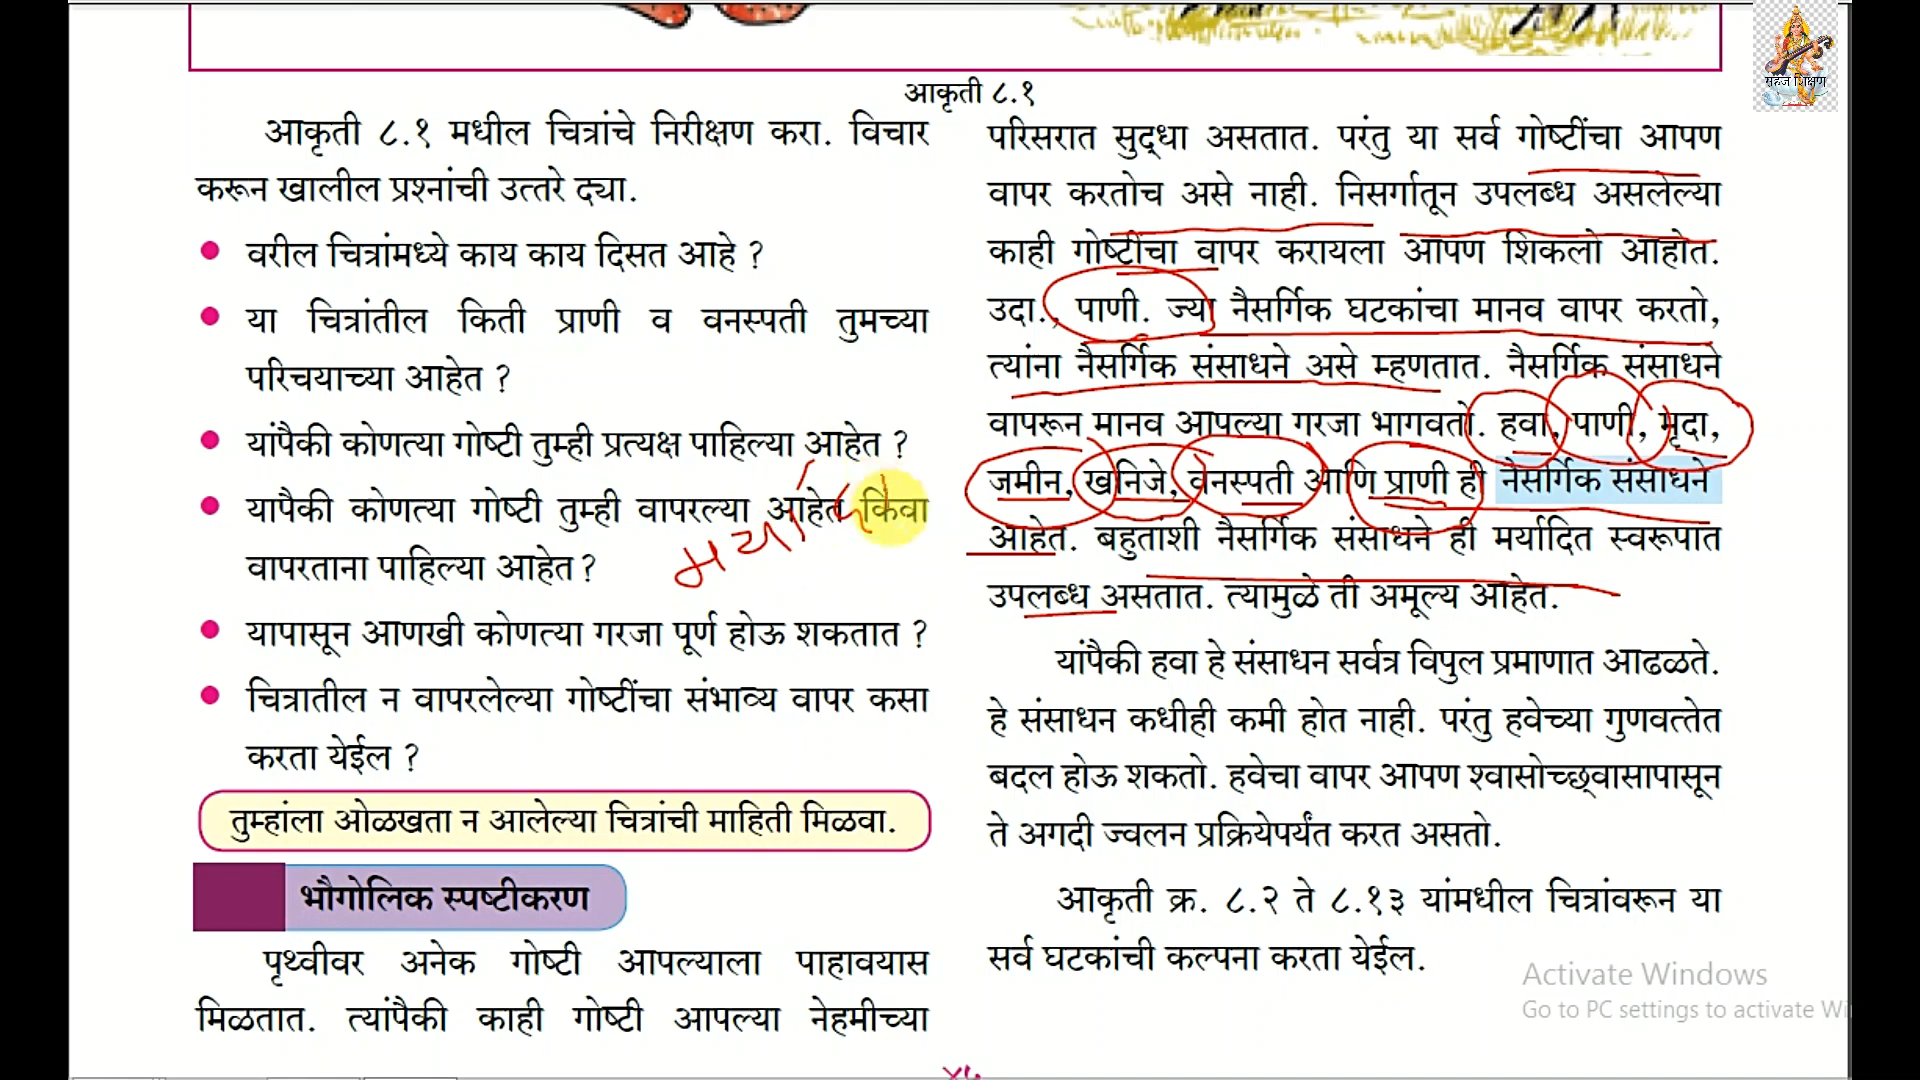 सहज शिक्षण
आकृती ८.१
आकृती ८.१ मधील चित्रांचे निरीक्षण करा. विचार
करून खालील प्रश्नांची उत्तरे द्या.
● वरील चित्रांमध्ये काय काय दिसत आहे ?
● या चित्रांतील किती प्राणी व वनस्पती तुमच्या
परिचयाच्या आहेत ?
● यांपैकी कोणत्या गोष्टी तुम्ही प्रत्यक्ष पाहिल्या आहेत ?
● यापैकी कोणत्या गोष्टी तुम्ही वापरल्या आहेत किंवा
वापरताना पाहिल्या आहेत ?
● यापासून आणखी कोणत्या गरजा पूर्ण होऊ शकतात ?
● चित्रातील न वापरलेल्या गोष्टींचा संभाव्य वापर कसा
करता येईल ?
तुम्हांला ओळखता न आलेल्या चित्रांची माहिती मिळवा.
भौगोलिक स्पष्टीकरण
पृथ्वीवर अनेक गोष्टी आपल्याला पाहावयास
मिळतात. त्यांपैकी काही गोष्टी आपल्या नेहमीच्या
परिसरात सुद्धा असतात. परंतु या सर्व गोष्टींचा आपण
वापर करतोच असे नाही. निसर्गातून उपलब्ध असलेल्या
काही गोष्टींचा वापर करायला आपण शिकलो आहोत.
उदा., पाणी. ज्या नैसर्गिक घटकांचा मानव वापर करतो,
त्यांना नैसर्गिक संसाधने असे म्हणतात. नैसर्गिक संसाधने
वापरून मानव आपल्या गरजा भागवतो. हवा, पाणी, मृदा,
जमीन, खनिजे, वनस्पती आणि प्राणी ही नैसर्गिक संसाधने
आहेत. बहुतांशी नैसर्गिक संसाधने ही मर्यादित स्वरूपात
उपलब्ध असतात. त्यामुळे ती अमूल्य आहेत.
यांपैकी हवा हे संसाधन सर्वत्र विपुल प्रमाणात आढळते.
हे संसाधन कधीही कमी होत नाही. परंतु हवेच्या गुणवत्तेत
बदल होऊ शकतो. हवेचा वापर आपण श्वासोच्छ्वासापासून
ते अगदी ज्वलन प्रक्रियेपर्यंत करत असतो.
आकृती क्र. ८.२ ते ८.१३ यांमधील चित्रांवरून या
सर्व घटकांची कल्पना करता येईल.
Activate Windows
Go to PC settings to activate Wi